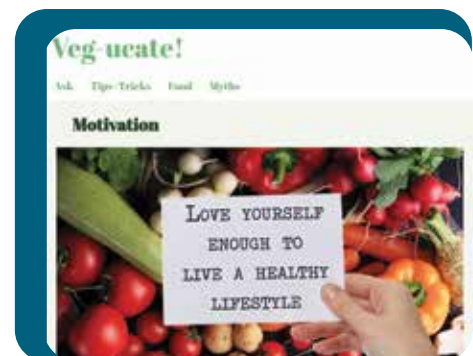 Veg-ucate!
Ask Tips/Tricks Food Myths
Motivation
LOVE YOURSELF
ENOUGH TO
LIVE A HEALTHY
LIFESTYLE